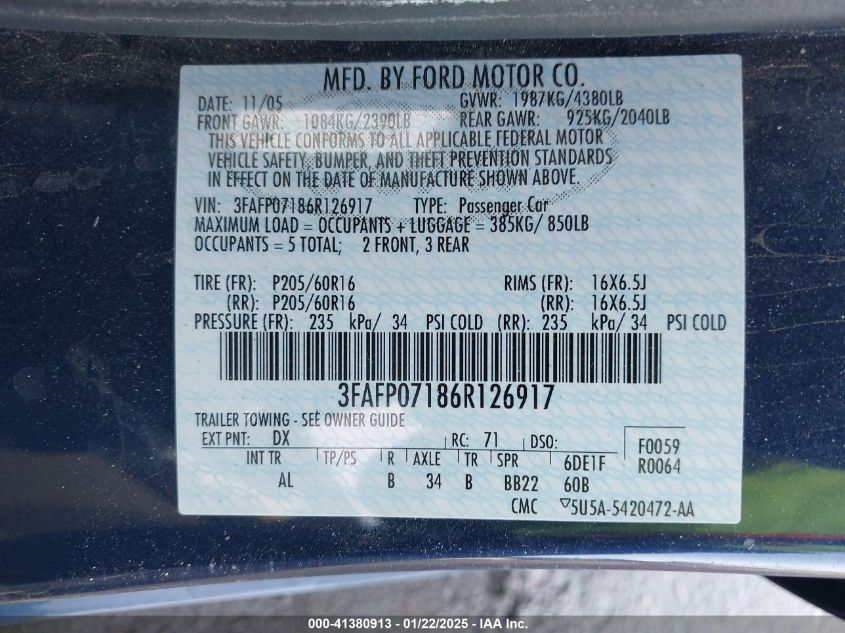 MFD. BY FORD MOTOR CO.
DATE: 11/05 GVWR: 1987KG/4380LB
FRONT GAWR: 1084KG/2390LB REAR GAWR: 925KG/2040LB
THIS VEHICLE CONFORMS TO ALL APPLICABLE FEDERAL MOTOR
VEHICLE SAFETY, BUMPER, AND THEFT PREVENTION STANDARDS
IN EFFECT ON THE DATE OF MANUFACTURE SHOWN ABOVE.
VIN: 3FAFP07186R126917 TYPE: Passenger Car
MAXIMUM LOAD = OCCUPANTS + LUGGAGE = 385KG/ 850LB
OCCUPANTS = 5 TOTAL; 2 FRONT, 3 REAR
TIRE (FR): P205/60R16 RIMS (FR): 16X6.5J
(RR): P205/60R16 (RR): 16X6.5J
PRESSURE (FR): 235 kPa/ 34 PSI COLD (RR): 235 kPa/ 34 PSI COLD
3FAFP07186R126917
TRAILER TOWING - SEE OWNER GUIDE
EXT PNT: DX RC: 71 DSO: F0059
INT TR TP/PS R AXLE TR SPR 6DE1F R0064
AL B 34 B BB22 60B
CMC ▽5U5A-5420472-AA
000-41380913 - 01/22/2025 - IAA Inc.